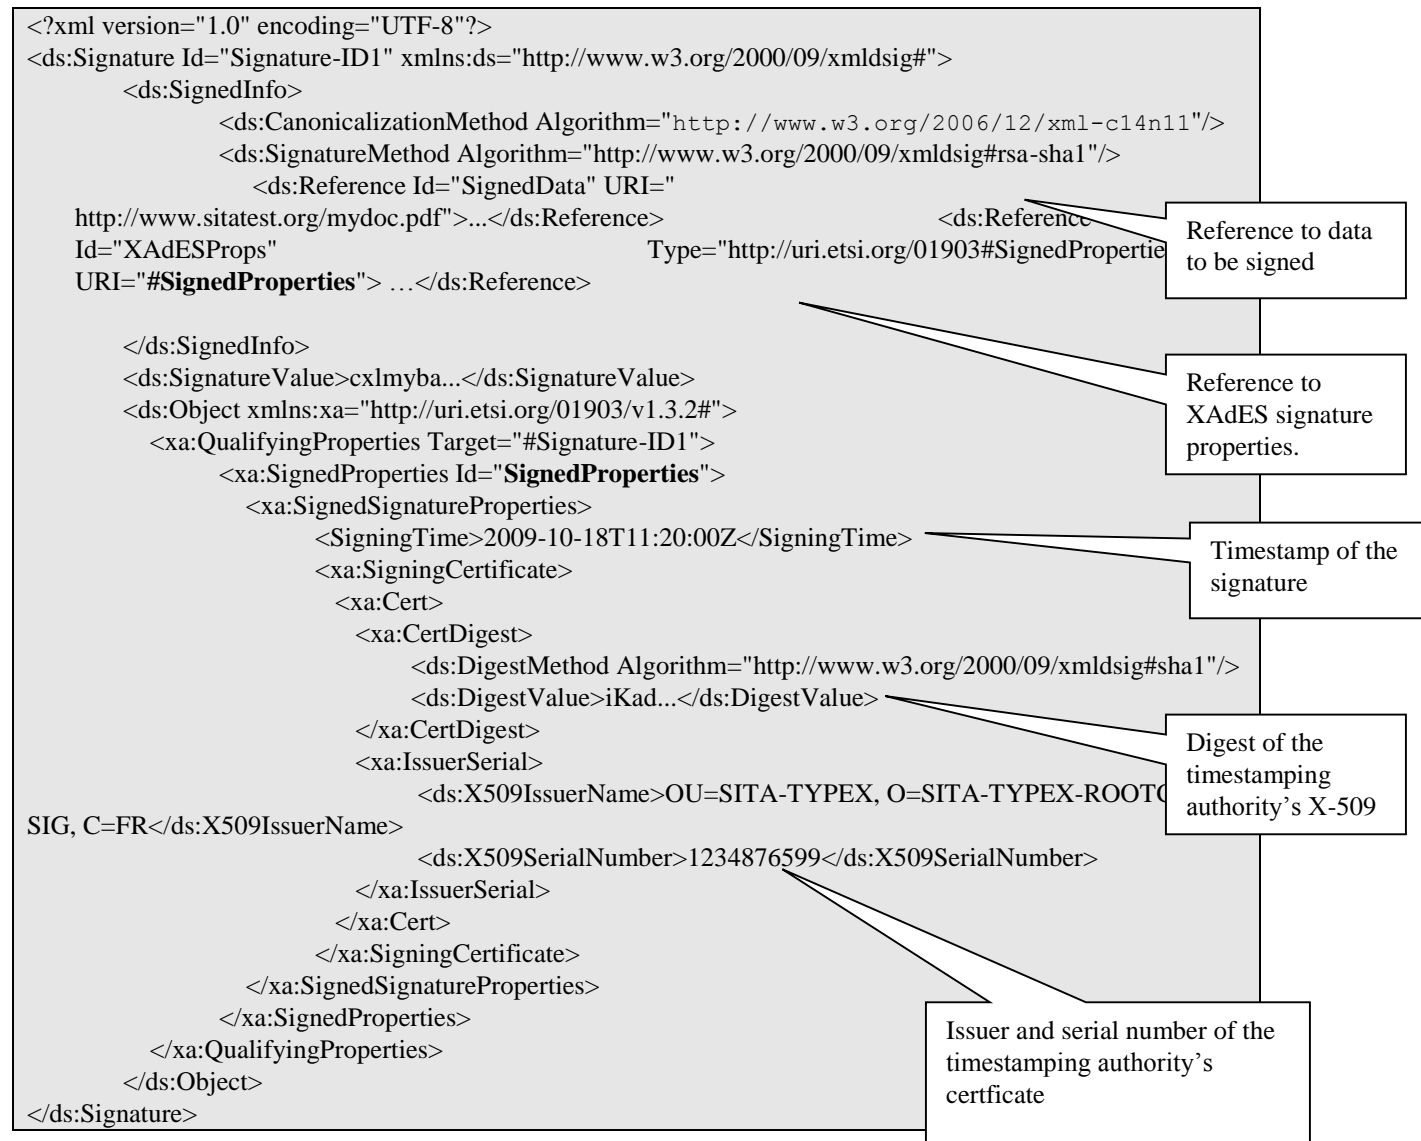 <?xml version="1.0" encoding="UTF-8"?>
<ds:Signature Id="Signature-ID1" xmlns:ds="http://www.w3.org/2000/09/xmldsig#">
<ds:SignedInfo>
<ds:CanonicalizationMethod Algorithm="http://www.w3.org/2006/12/xml-c14n11"/>
<ds:SignatureMethod Algorithm="http://www.w3.org/2000/09/xmldsig#rsa-sha1"/>
<ds:Reference Id="SignedData" URI="
http://www.sitatest.org/mydoc.pdf">...</ds:Reference> <ds:Reference
Id="XAdESProps" Type="http://uri.etsi.org/01903#SignedPropertie
URI="#SignedProperties"> …</ds:Reference>
</ds:SignedInfo>
<ds:SignatureValue>cxlmyba...</ds:SignatureValue>
<ds:Object xmlns:xa="http://uri.etsi.org/01903/v1.3.2#">
<xa:QualifyingProperties Target="#Signature-ID1">
<xa:SignedProperties Id="SignedProperties">
<xa:SignedSignatureProperties>
<SigningTime>2009-10-18T11:20:00Z</SigningTime>
<xa:SigningCertificate>
<xa:Cert>
<xa:CertDigest>
<ds:DigestMethod Algorithm="http://www.w3.org/2000/09/xmldsig#sha1"/>
<ds:DigestValue>iKad...</ds:DigestValue>
</xa:CertDigest>
<xa:IssuerSerial>
<ds:X509IssuerName>OU=SITA-TYPEX, O=SITA-TYPEX-ROOTC
SIG, C=FR</ds:X509IssuerName>
<ds:X509SerialNumber>1234876599</ds:X509SerialNumber>
</xa:IssuerSerial>
</xa:Cert>
</xa:SigningCertificate>
</xa:SignedSignatureProperties>
</xa:SignedProperties>
</xa:QualifyingProperties>
</ds:Object>
</ds:Signature>
Reference to data
to be signed
Reference to
XAdES signature
properties.
Timestamp of the
signature
Digest of the
timestamping
authority’s X-509
Issuer and serial number of the
timestamping authority’s
certficate